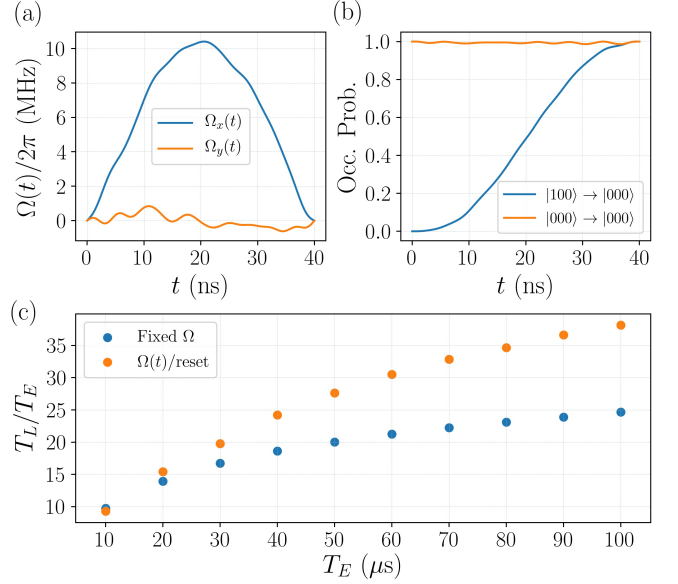 (a)
Ω(t)/2π (MHz)
10
8
6
4
2
0
Ωx(t)
Ωy(t)
0 10 20 30 40
t (ns)
(b)
Occ. Prob.
1.0
0.8
0.6
0.4
0.2
0.0
|100⟩ → |000⟩
|000⟩ → |000⟩
0 10 20 30 40
t (ns)
(c)
T_L/T_E
35
30
25
20
15
10
Fixed Ω
Ω(t)/reset
10 20 30 40 50 60 70 80 90 100
T_E (μs)